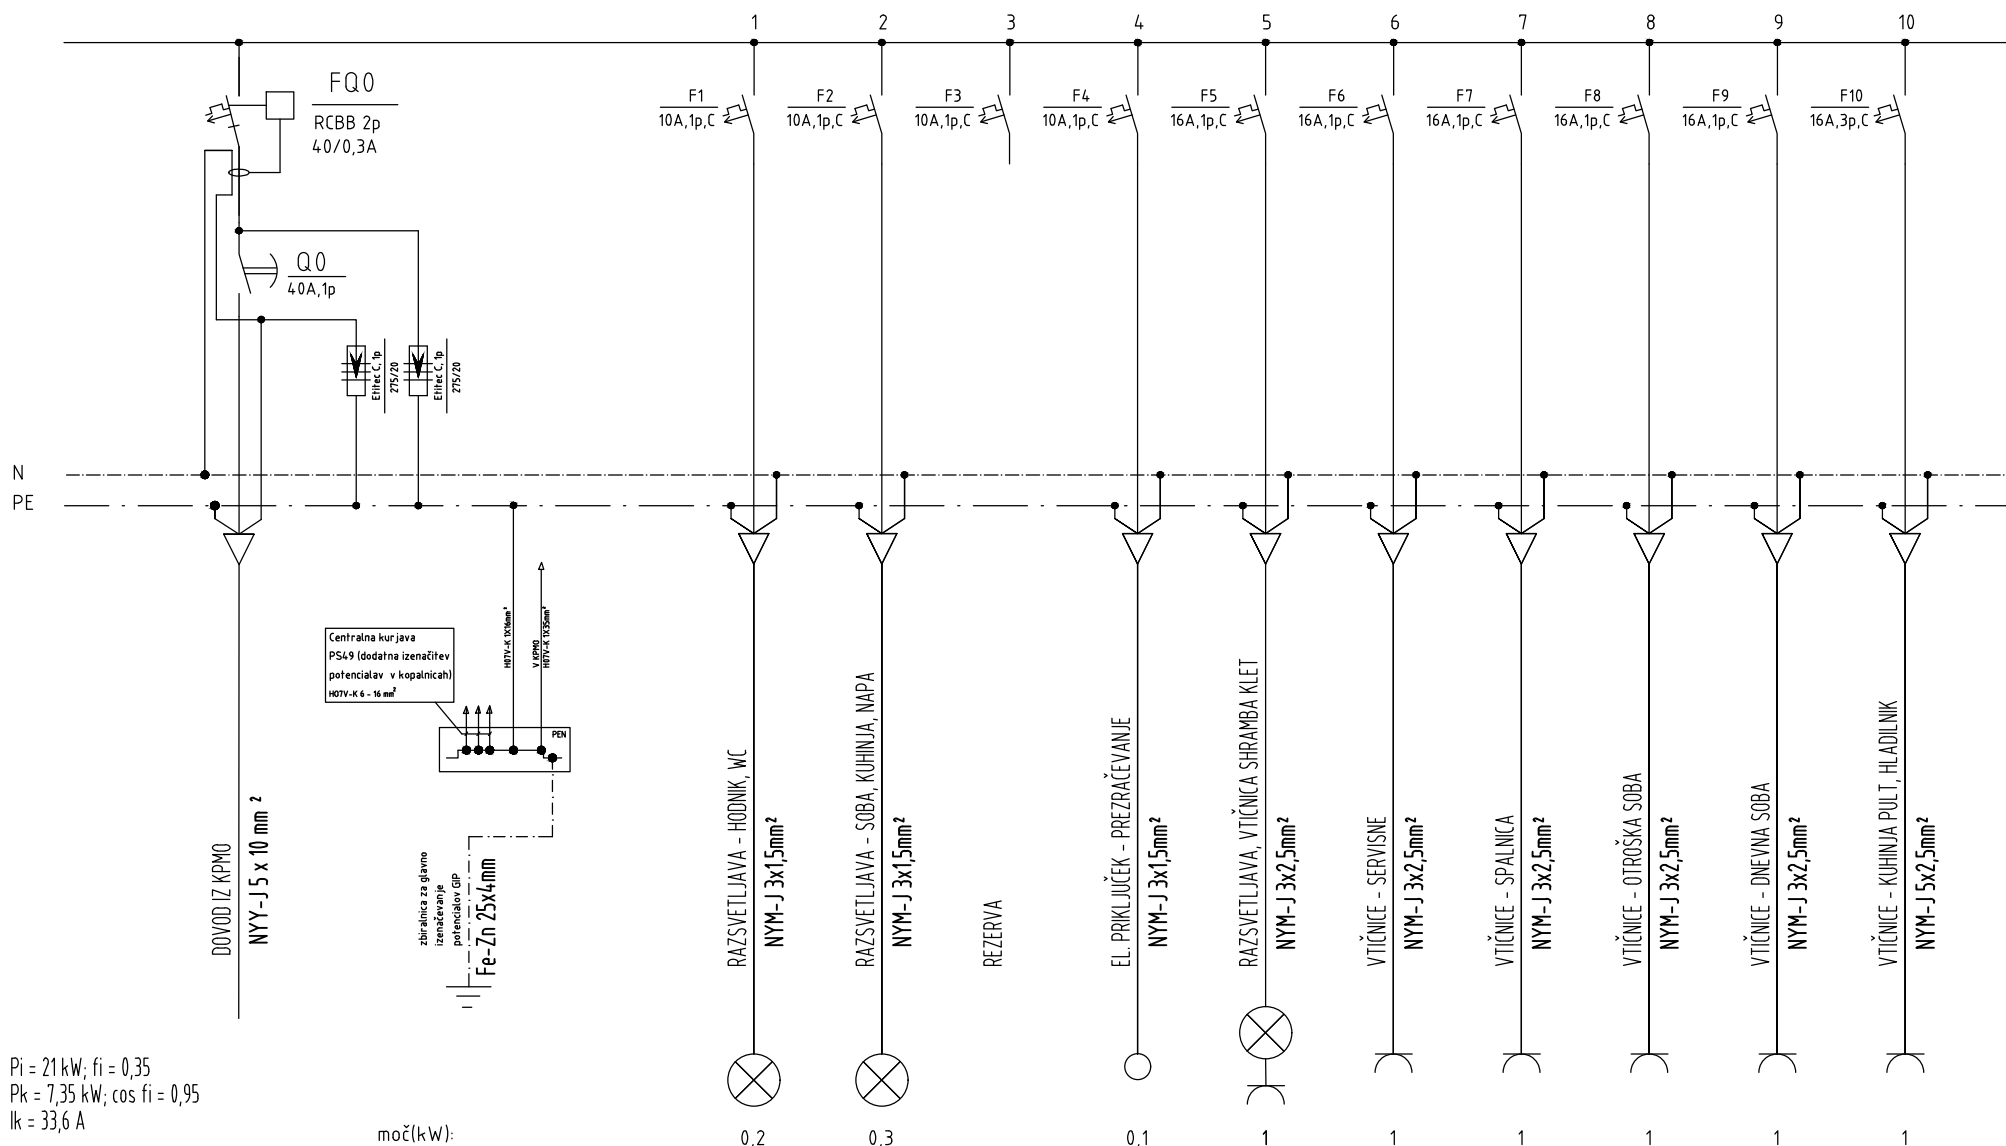 1 2 3 4 5 6 7 8 9 10
FQ0
RCBB 2p
40/0,3A
F1
10A,1p,C
F2
10A,1p,C
F3
10A,1p,C
F4
10A,1p,C
F5
16A,1p,C
F6
16A,1p,C
F7
16A,1p,C
F8
16A,1p,C
F9
16A,1p,C
F10
16A,3p,C
Q0
40A,1p
Etitec C, 1p
275/20
Etitec C, 1p
275/20
N
PE
Centralna kurjava
PS49 (dodatna izenačitev
potencialav v kopalnicah)
H07V-K 6 - 16 mm²
H07V-K 1X16mm²
V KPMO
H07V-K 1X35mm²
PEN
DOVOD IZ KPMO
NYY-J 5 x 10 mm ²
zbiralnica za glavno
izenačevanje
potencialov GIP
Fe-Zn 25x4mm
RAZSVETLJAVA - HODNIK, WC
NYM-J 3x1,5mm²
RAZSVETLJAVA - SOBA, KUHINJA, NAPA
NYM-J 3x1,5mm²
REZERVA
EL. PRIKLJUČEK - PREZRAČEVANJE
NYM-J 3x1,5mm²
RAZSVETLJAVA, VTIČNICA SHRAMBA KLET
NYM-J 3x2,5mm²
VTIČNICE - SERVISNE
NYM-J 3x2,5mm²
VTIČNICE - SPALNICA
NYM-J 3x2,5mm²
VTIČNICE - OTROŠKA SOBA
NYM-J 3x2,5mm²
VTIČNICE - DNEVNA SOBA
NYM-J 3x2,5mm²
VTIČNICE - KUHINJA PULT, HLADILNIK
NYM-J 5x2,5mm²
Pi = 21 kW; fi = 0,35
Pk = 7,35 kW; cos fi = 0,95
Ik = 33,6 A
moč(kW): 0.2 0.3 0.1 1 1 1 1 1 1